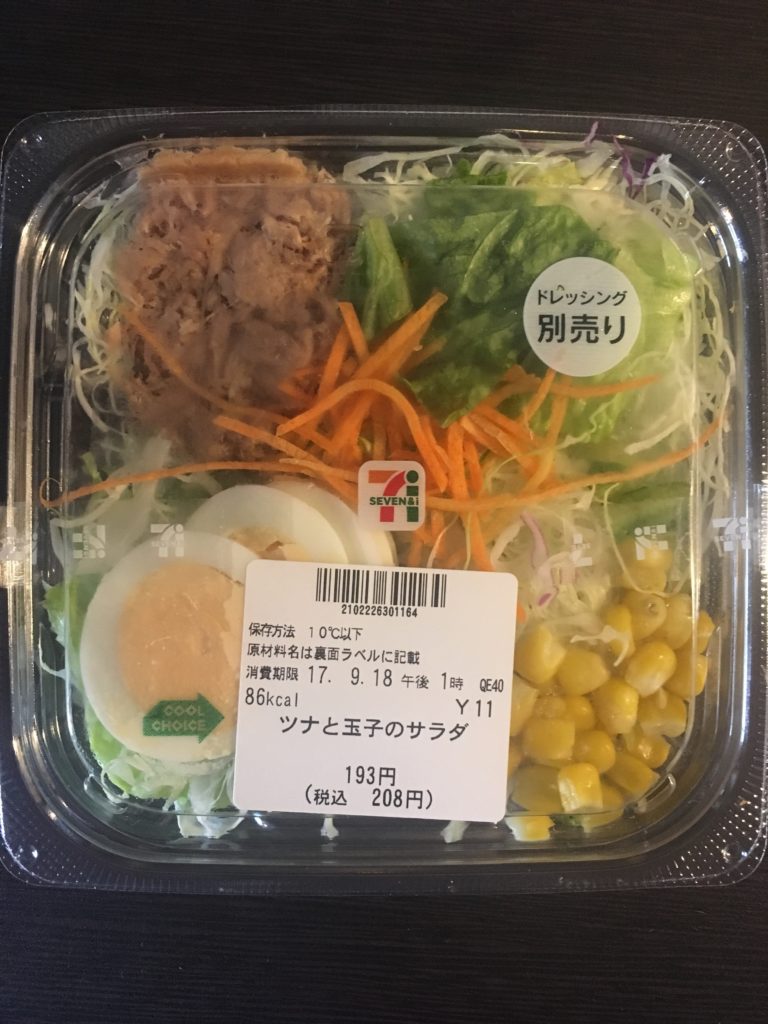 ドレッシング
別売り
7i
SEVEN&i
7i
7i
2102226301164
保存方法 10℃以下
原材料名は裏面ラベルに記載
消費期限 17. 9.18 午後 1時 QE40
86kcal Y11
ツナと玉子のサラダ
193円
(税込 208円)
COOL
CHOICE